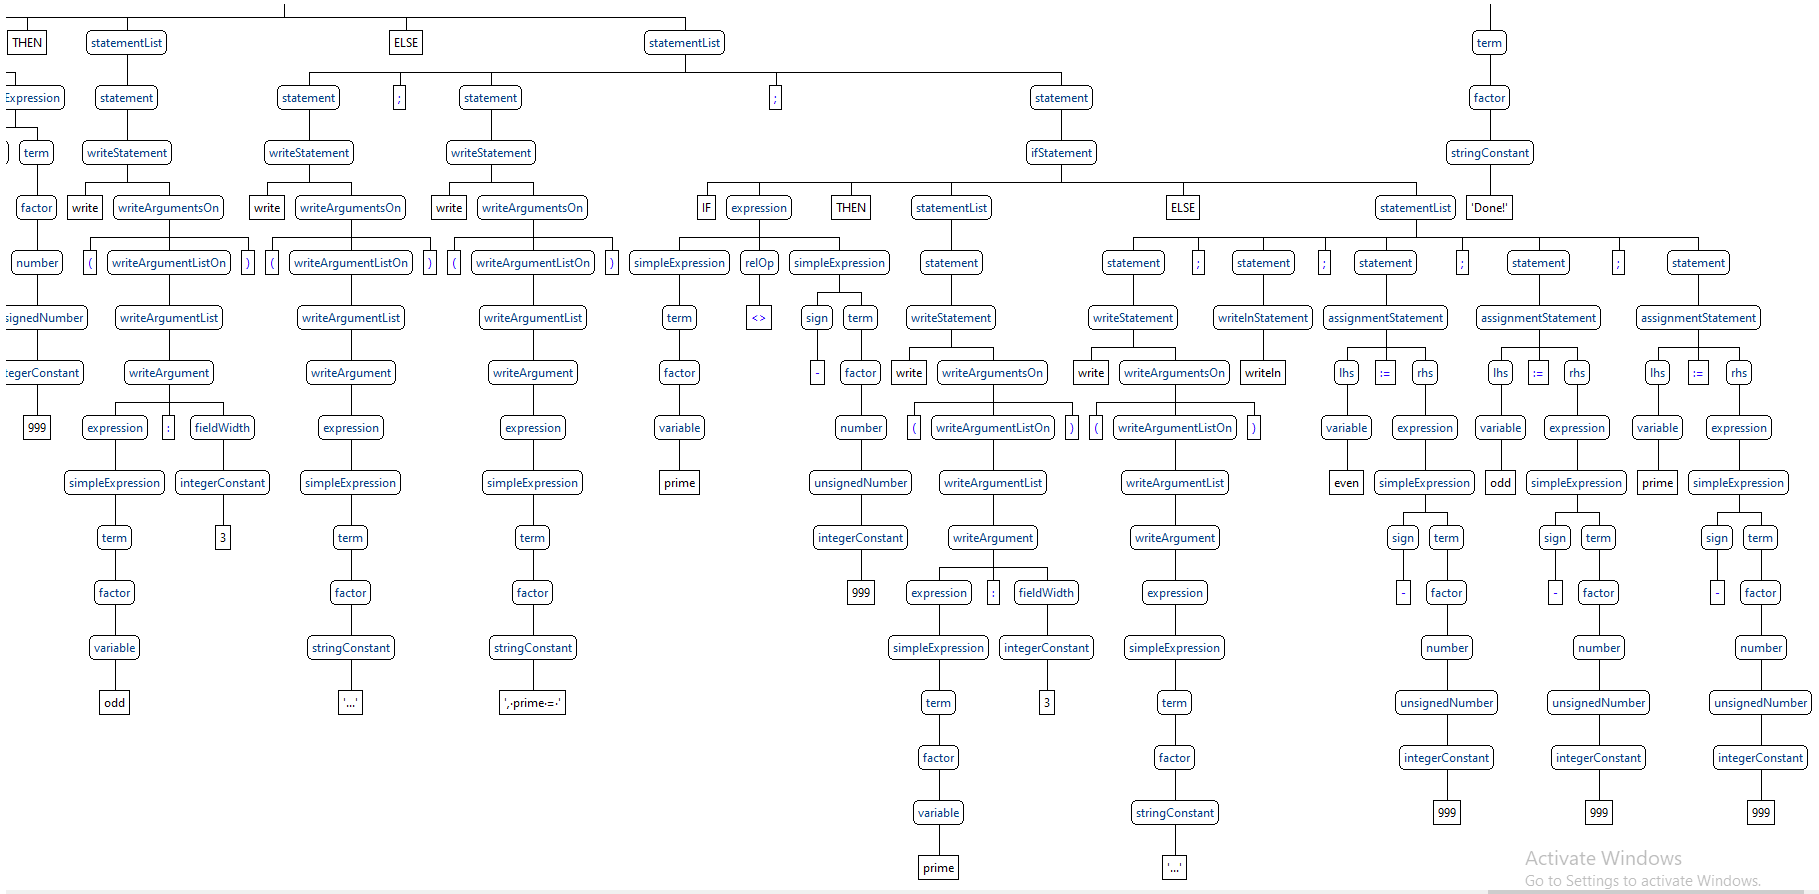 THEN statementList ELSE statementList term
Expression statement statement ; statement ; statement factor
term writeStatement writeStatement writeStatement ifStatement stringConstant
factor write writeArgumentsOn write writeArgumentsOn write writeArgumentsOn IF expression THEN statementList ELSE statementList 'Done!'
number ( writeArgumentListOn ) ( writeArgumentListOn ) ( writeArgumentListOn ) simpleExpression relOp simpleExpression statement statement ; statement ; statement ; statement ; statement
signedNumber writeArgumentList writeArgumentList writeArgumentList term <> sign term writeStatement writeStatement writelnStatement assignmentStatement assignmentStatement assignmentStatement
tegerConstant writeArgument writeArgument writeArgument factor - factor write writeArgumentsOn write writeArgumentsOn writeln lhs := rhs lhs := rhs lhs := rhs
999 expression : fieldWidth expression expression variable number ( writeArgumentListOn ) ( writeArgumentListOn ) variable expression variable expression variable expression
simpleExpression integerConstant simpleExpression simpleExpression prime unsignedNumber writeArgumentList writeArgumentList even simpleExpression odd simpleExpression prime simpleExpression
term 3 term term integerConstant writeArgument writeArgument sign term sign term sign term
factor factor factor 999 expression : fieldWidth expression - factor - factor - factor
variable stringConstant stringConstant simpleExpression integerConstant simpleExpression number number number
odd '...' ',·prime·=·' term 3 term unsignedNumber unsignedNumber unsignedNumber
factor factor integerConstant integerConstant integerConstant
variable stringConstant 999 999 999
prime '...'
Activate Windows
Go to Settings to activate Windows.